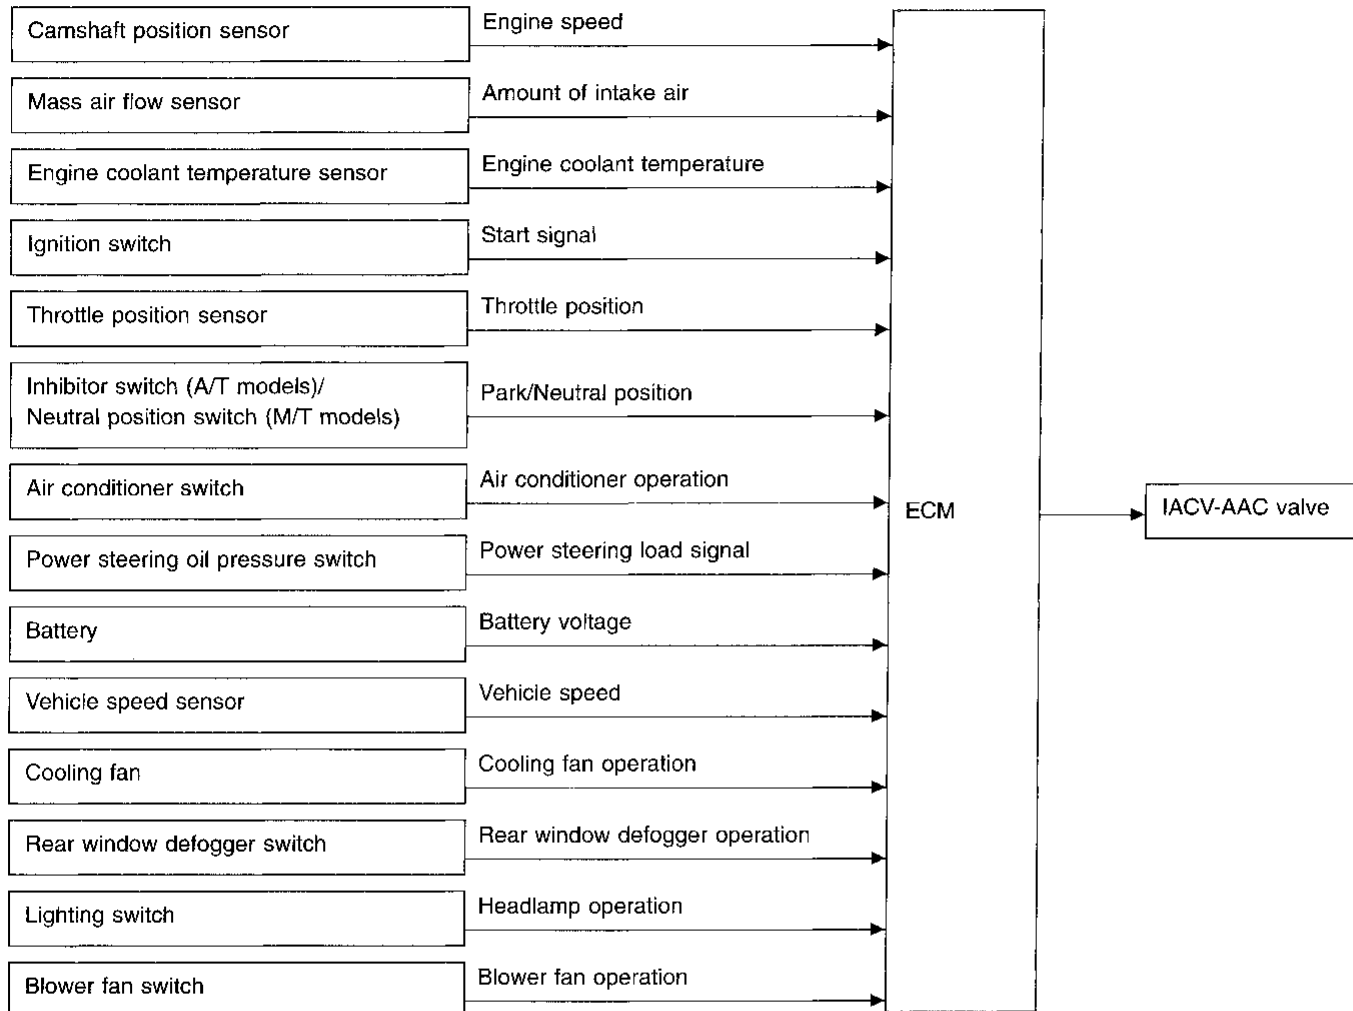 Camshaft position sensor
Engine speed
Mass air flow sensor
Amount of intake air
Engine coolant temperature sensor
Engine coolant temperature
Ignition switch
Start signal
Throttle position sensor
Throttle position
Inhibitor switch (A/T models)/
Neutral position switch (M/T models)
Park/Neutral position
Air conditioner switch
Air conditioner operation
Power steering oil pressure switch
Power steering load signal
Battery
Battery voltage
Vehicle speed sensor
Vehicle speed
Cooling fan
Cooling fan operation
Rear window defogger switch
Rear window defogger operation
Lighting switch
Headlamp operation
Blower fan switch
Blower fan operation
ECM
IACV-AAC valve